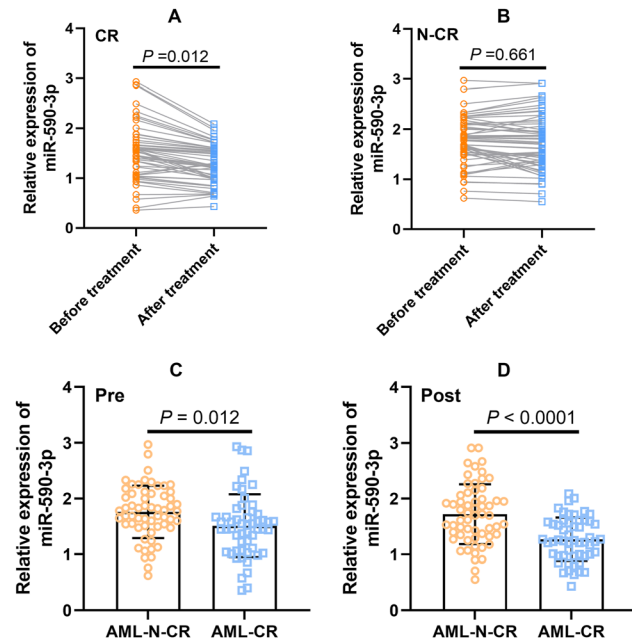 A
CR
P =0.012
Relative expression of
miR-590-3p
4
3
2
1
0
Before treatment
After treatment
B
N-CR
P =0.661
Relative expression of
miR-590-3p
4
3
2
1
0
Before treatment
After treatment
C
Pre
P = 0.012
Relative expression of
miR-590-3p
4
3
2
1
0
AML-N-CR
AML-CR
D
Post
P < 0.0001
Relative expression of
miR-590-3p
4
3
2
1
0
AML-N-CR
AML-CR